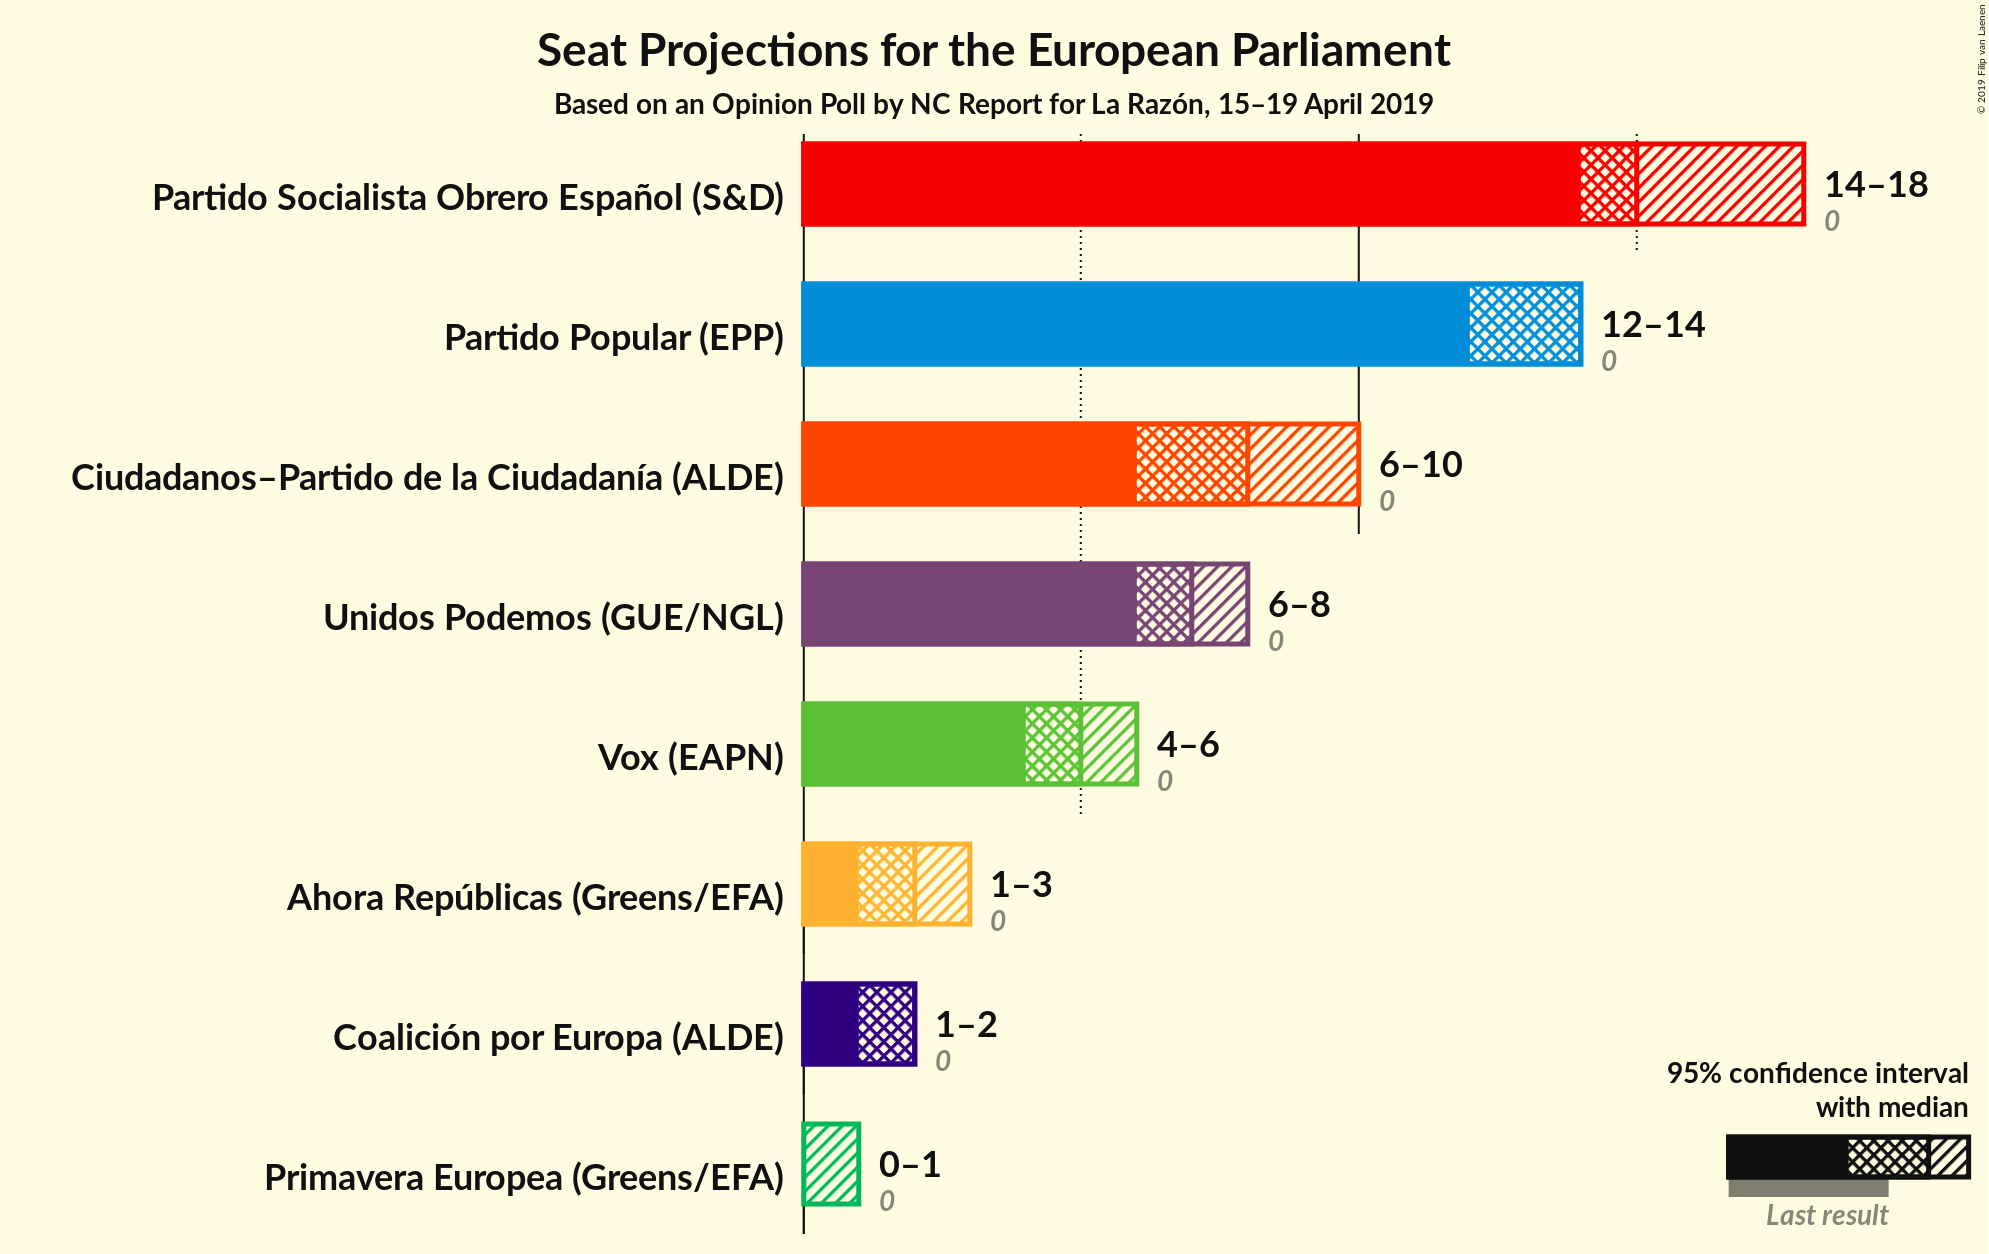 Seat Projections for the European Parliament
Based on an Opinion Poll by NC Report for La Razón, 15–19 April 2019
© 2019 Filip van Laenen
Partido Socialista Obrero Español (S&D)
14–18
0
Partido Popular (EPP)
12–14
0
Ciudadanos–Partido de la Ciudadanía (ALDE)
6–10
0
Unidos Podemos (GUE/NGL)
6–8
0
Vox (EAPN)
4–6
0
Ahora Repúblicas (Greens/EFA)
1–3
0
Coalición por Europa (ALDE)
1–2
0
Primavera Europea (Greens/EFA)
0–1
0
95% confidence interval
with median
Last result